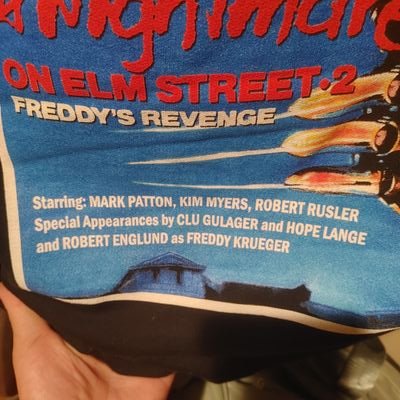 A Nightmare
ON ELM STREET·2
FREDDY'S REVENGE
Starring: MARK PATTON, KIM MYERS, ROBERT RUSLER
Special Appearances by CLU GULAGER and HOPE LANGE
and ROBERT ENGLUND as FREDDY KRUEGER